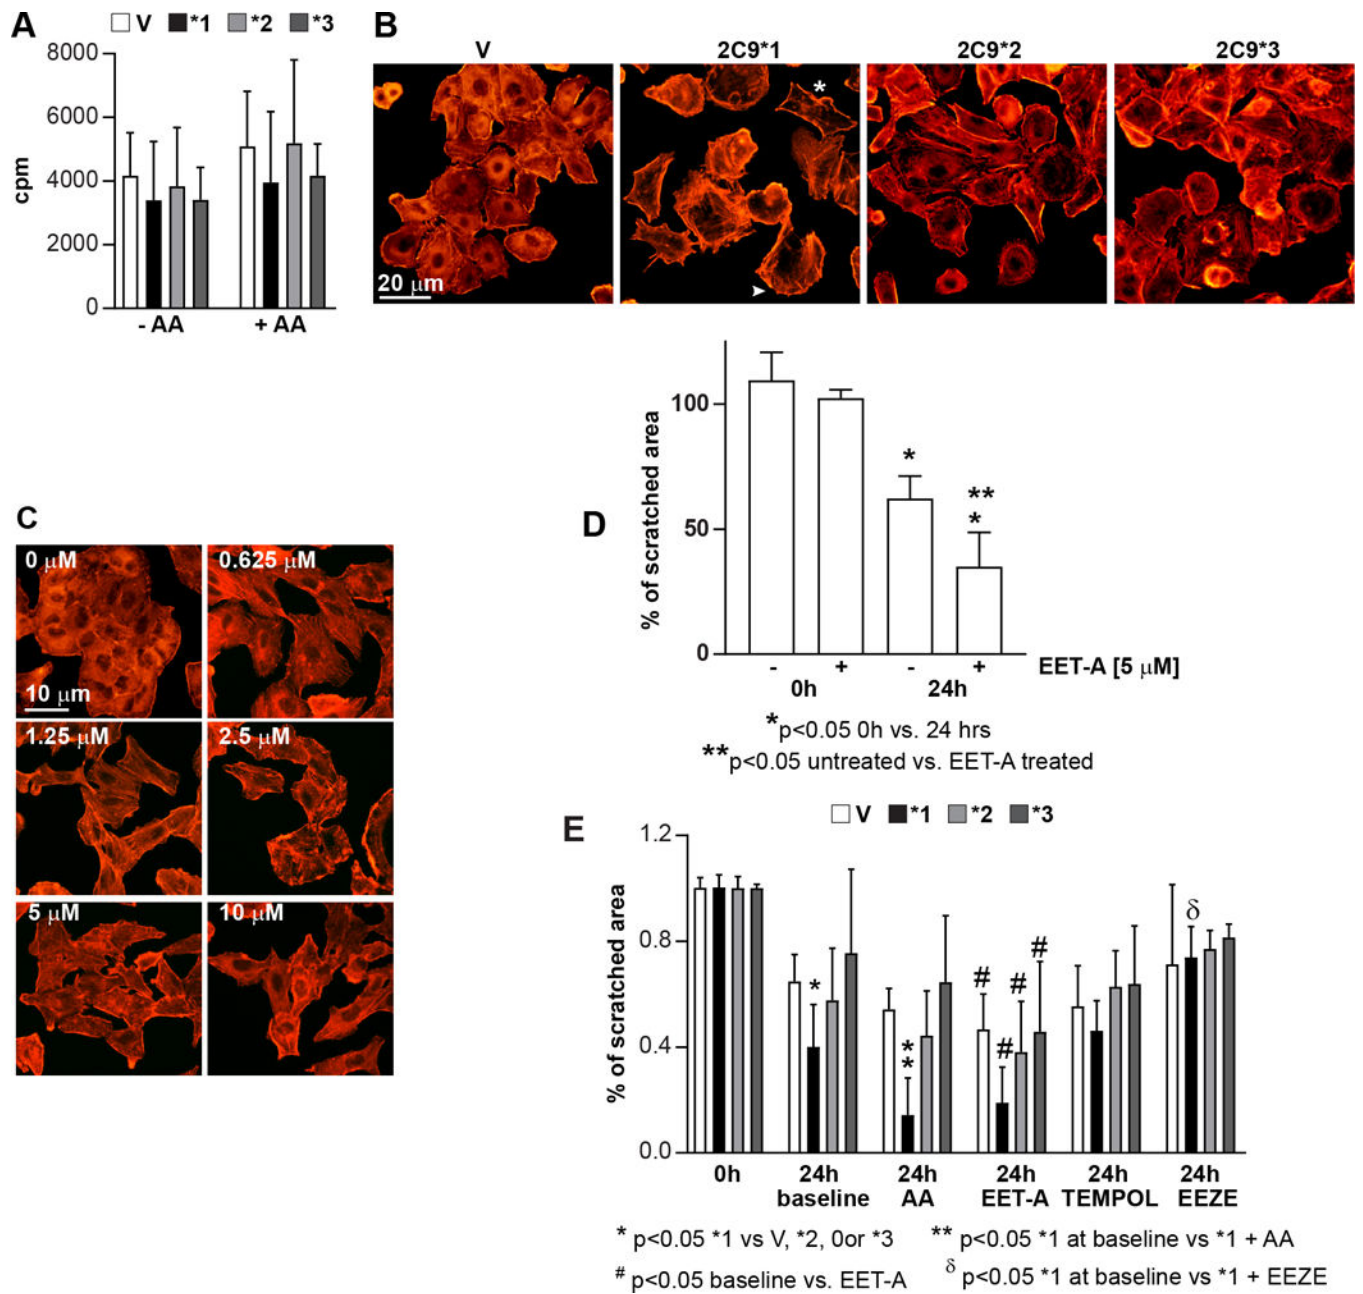 A
V *1 *2 *3
8000
6000
4000
2000
0
cpm
- AA + AA
B
V 2C9*1 2C9*2 2C9*3
*
20 μm
C
0 μM 0.625 μM
10 μm
1.25 μM 2.5 μM
5 μM 10 μM
D
% of scratched area
100
50
0
*
**
*
- + - + EET-A [5 μM]
0h 24h
*p<0.05 0h vs. 24 hrs
**p<0.05 untreated vs. EET-A treated
E
V *1 *2 *3
% of scratched area
1.2
0.8
0.4
0.0
*
*
*
#
#
#
#
δ
0h 24h 24h 24h 24h 24h
baseline AA EET-A TEMPOL EEZE
* p<0.05 *1 vs V, *2, 0or *3
** p<0.05 *1 at baseline vs *1 + AA
# p<0.05 baseline vs. EET-A
δ p<0.05 *1 at baseline vs *1 + EEZE